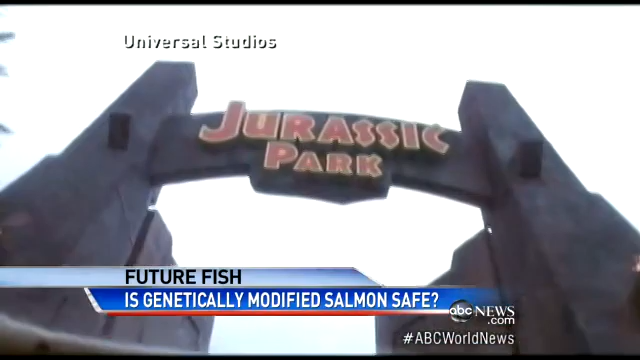 Universal Studios
JURASSIC
PARK
FUTURE FISH
IS GENETICALLY MODIFIED SALMON SAFE?
abc NEWS
.com
#ABCWorldNews